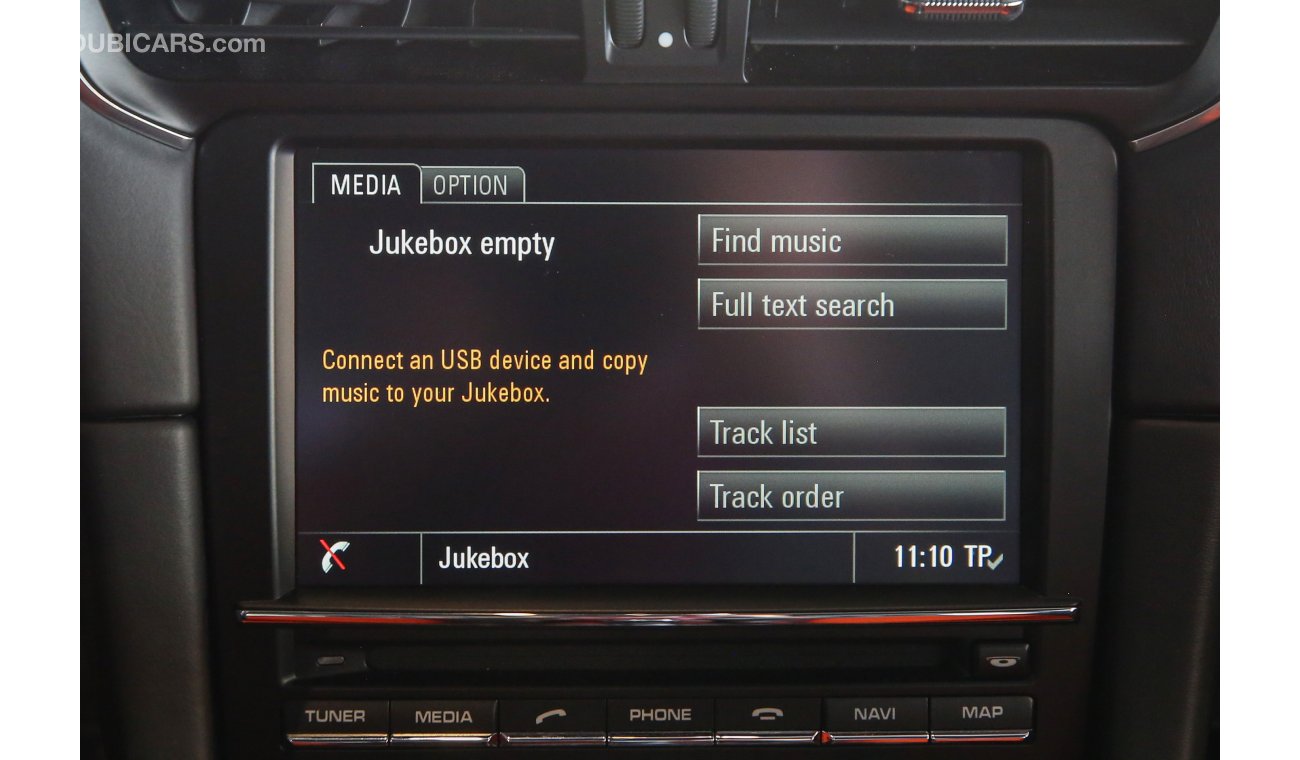 DUBICARS.com
MEDIA OPTION
Jukebox empty
Find music
Full text search
Connect an USB device and copy
music to your Jukebox.
Track list
Track order
Jukebox
11:10 TP
TUNER MEDIA PHONE NAVI MAP